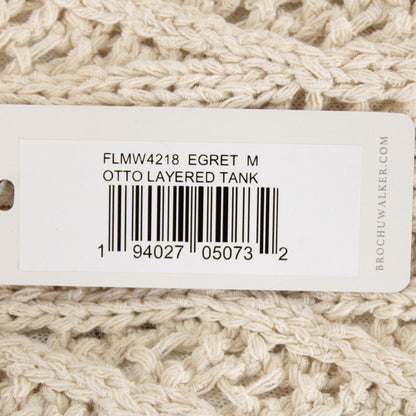 FLMW4218 EGRET M
OTTO LAYERED TANK
1 94027 05073 2
BROCHUWALKER.COM